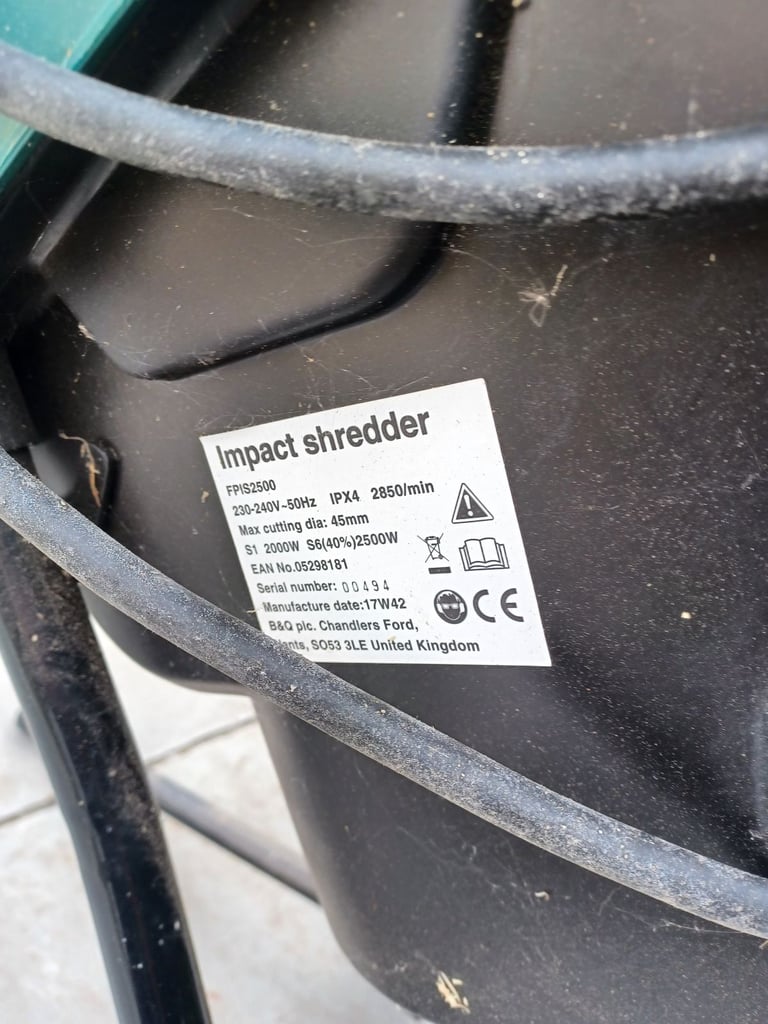 Impact shredder
FPIS2500
230-240V~50Hz IPX4 2850/min
Max cutting dia: 45mm
S1 2000W S6(40%)2500W
EAN No.05298181
Serial number: 00494
Manufacture date:17W42
B&Q plc. Chandlers Ford,
ants, SO53 3LE United Kingdom
CE